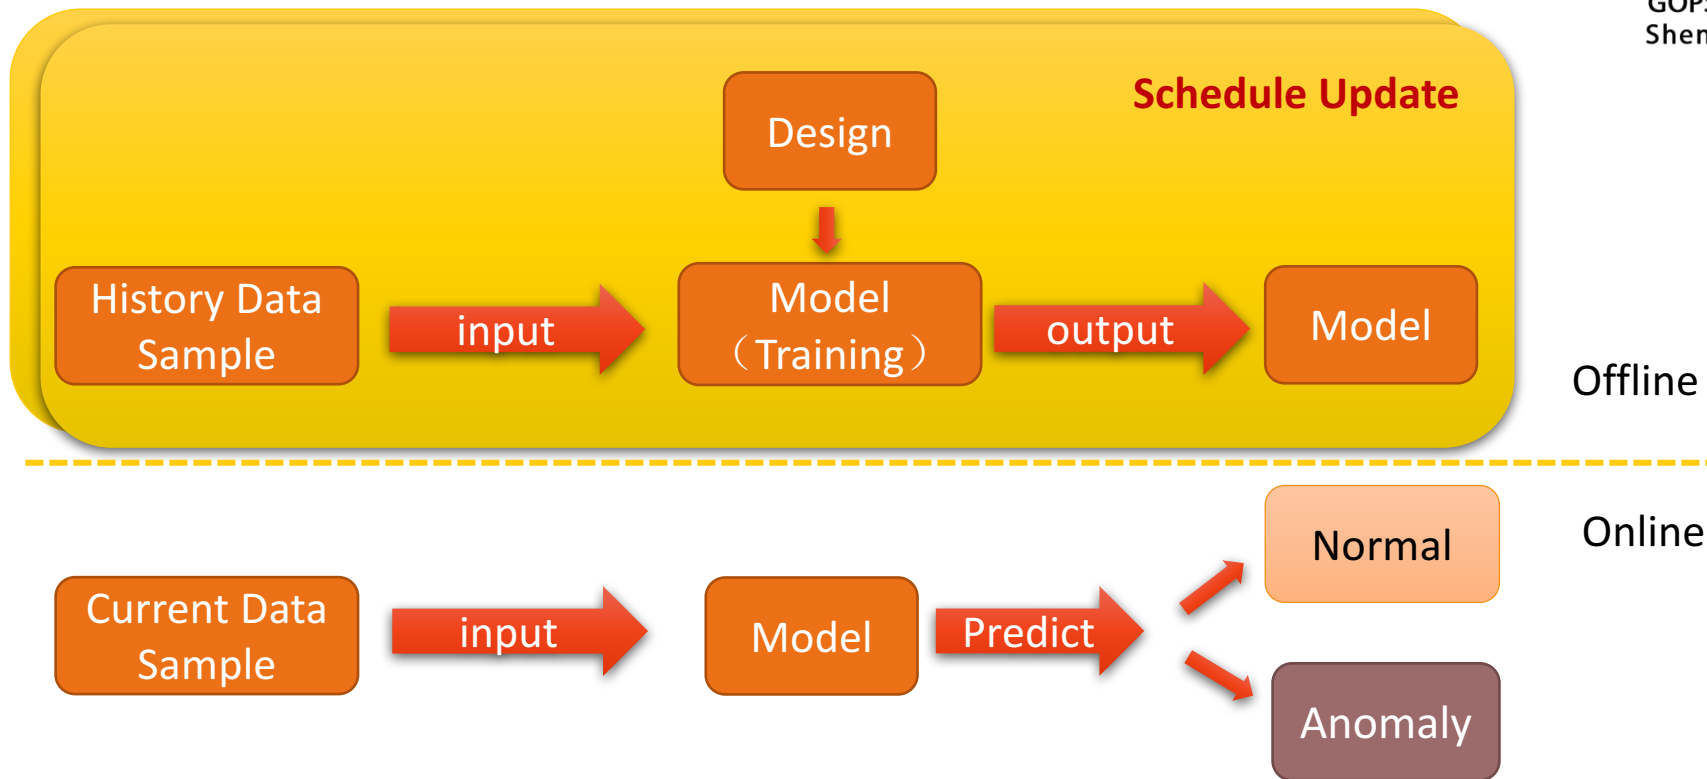 Schedule Update
Design
History Data
Sample
input
Model
（Training）
output
Model
Offline
Online
Current Data
Sample
input
Model
Predict
Normal
Anomaly